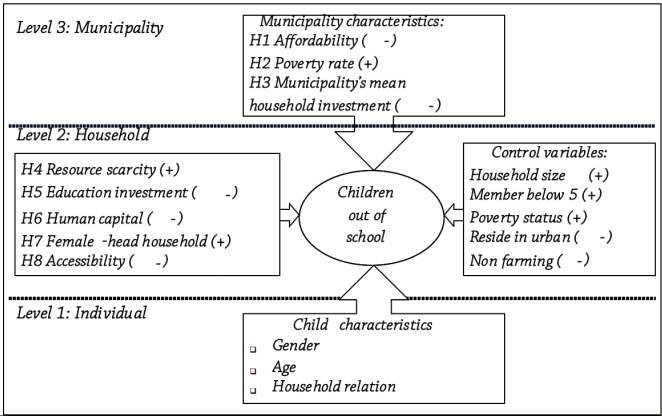 Level 3: Municipality
Municipality characteristics:
H1 Affordability ( -)
H2 Poverty rate (+)
H3 Municipality's mean
household investment ( -)
Level 2: Household
H4 Resource scarcity (+)
H5 Education investment ( -)
H6 Human capital ( -)
H7 Female -head household (+)
H8 Accessibility ( -)
Children
out of
school
Control variables:
Household size (+)
Member below 5 (+)
Poverty status (+)
Reside in urban ( -)
Non farming ( -)
Level 1: Individual
Child characteristics
Gender
Age
Household relation